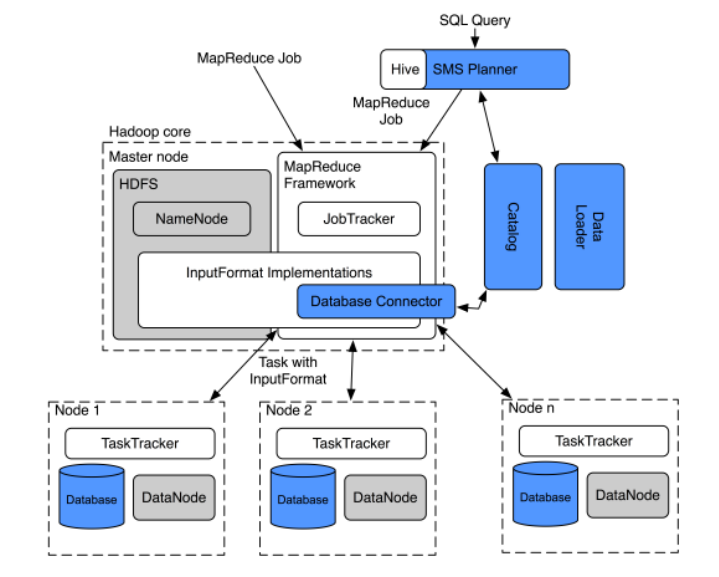 SQL Query
Hive
SMS Planner
MapReduce Job
MapReduce
Job
Hadoop core
Master node
HDFS
NameNode
MapReduce
Framework
JobTracker
InputFormat Implementations
Database Connector
Catalog
Data
Loader
Task with
InputFormat
Node 1
TaskTracker
Database
DataNode
Node 2
TaskTracker
Database
DataNode
Node n
TaskTracker
Database
DataNode